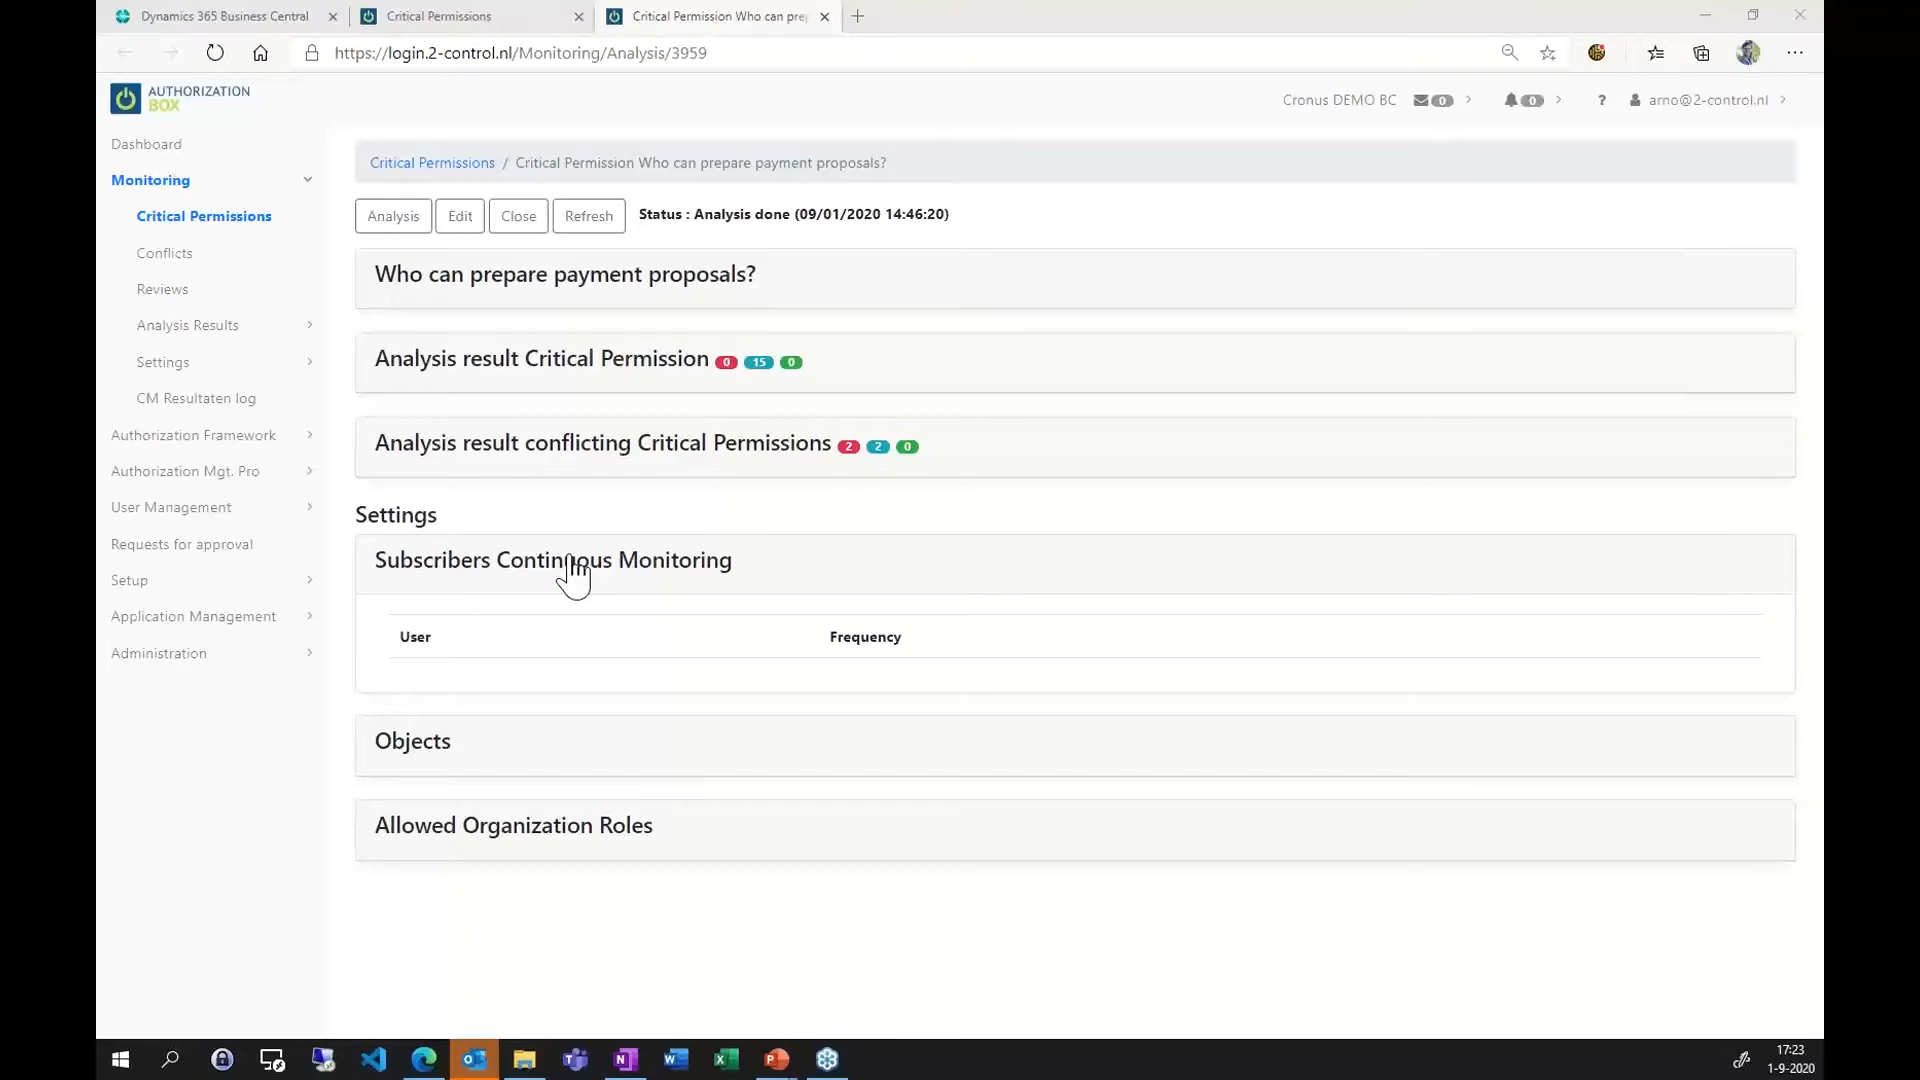 Dynamics 365 Business Central
Critical Permissions
Critical Permission Who can pre
https://login.2-control.nl/Monitoring/Analysis/3959
AUTHORIZATION
BOX
Cronus DEMO BC
0
0
?
arno@2-control.nl
Dashboard
Monitoring
Critical Permissions
Conflicts
Reviews
Analysis Results
Settings
CM Resultaten log
Authorization Framework
Authorization Mgt. Pro
User Management
Requests for approval
Setup
Application Management
Administration
Critical Permissions / Critical Permission Who can prepare payment proposals?
Analysis Edit Close Refresh Status : Analysis done (09/01/2020 14:46:20)
Who can prepare payment proposals?
Analysis result Critical Permission 0 15 0
Analysis result conflicting Critical Permissions 2 2 0
Settings
Subscribers Continuous Monitoring
User Frequency
Objects
Allowed Organization Roles
17:23
1-9-2020